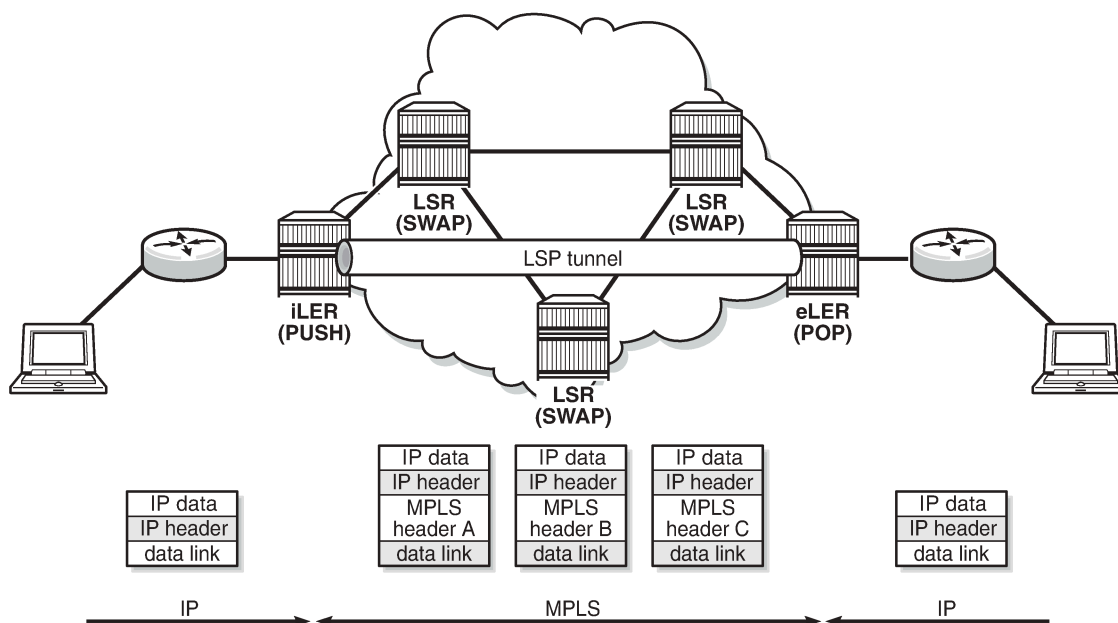 LSR
(SWAP)
LSR
(SWAP)
LSP tunnel
iLER
(PUSH)
eLER
(POP)
LSR
(SWAP)
IP data
IP header
data link
IP data
IP header
MPLS
header A
data link
IP data
IP header
MPLS
header B
data link
IP data
IP header
MPLS
header C
data link
IP data
IP header
data link
IP
MPLS
IP